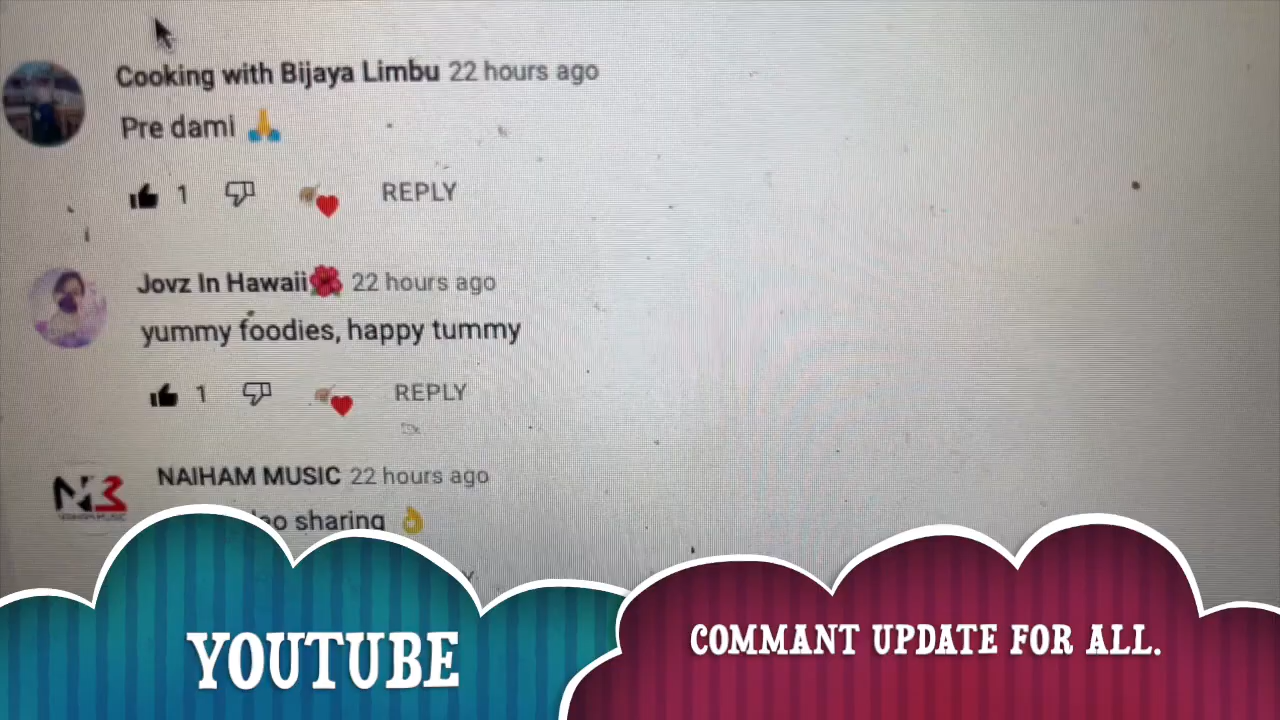 Cooking with Bijaya Limbu 22 hours ago
Pre dami 🙏
1 REPLY
Jovz In Hawaii🌺 22 hours ago
yummy foodies, happy tummy
1 REPLY
NAIHAM MUSIC 22 hours ago
sharing 👌
YOUTUBE
COMMANT UPDATE FOR ALL.